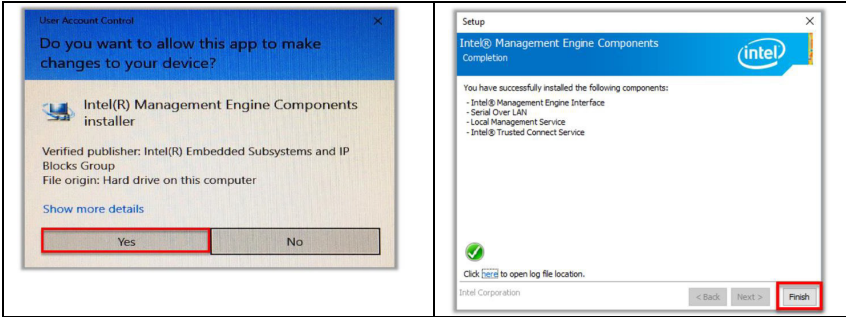 User Account Control
Do you want to allow this app to make
changes to your device?
Intel(R) Management Engine Components
installer
Verified publisher: Intel(R) Embedded Subsystems and IP
Blocks Group
File origin: Hard drive on this computer
Show more details
Yes
No
Setup
Intel® Management Engine Components
Completion
intel
You have successfully installed the following components:
- Intel® Management Engine Interface
- Serial Over LAN
- Local Management Service
- Intel® Trusted Connect Service
Click here to open log file location.
Intel Corporation
< Back
Next >
Finish